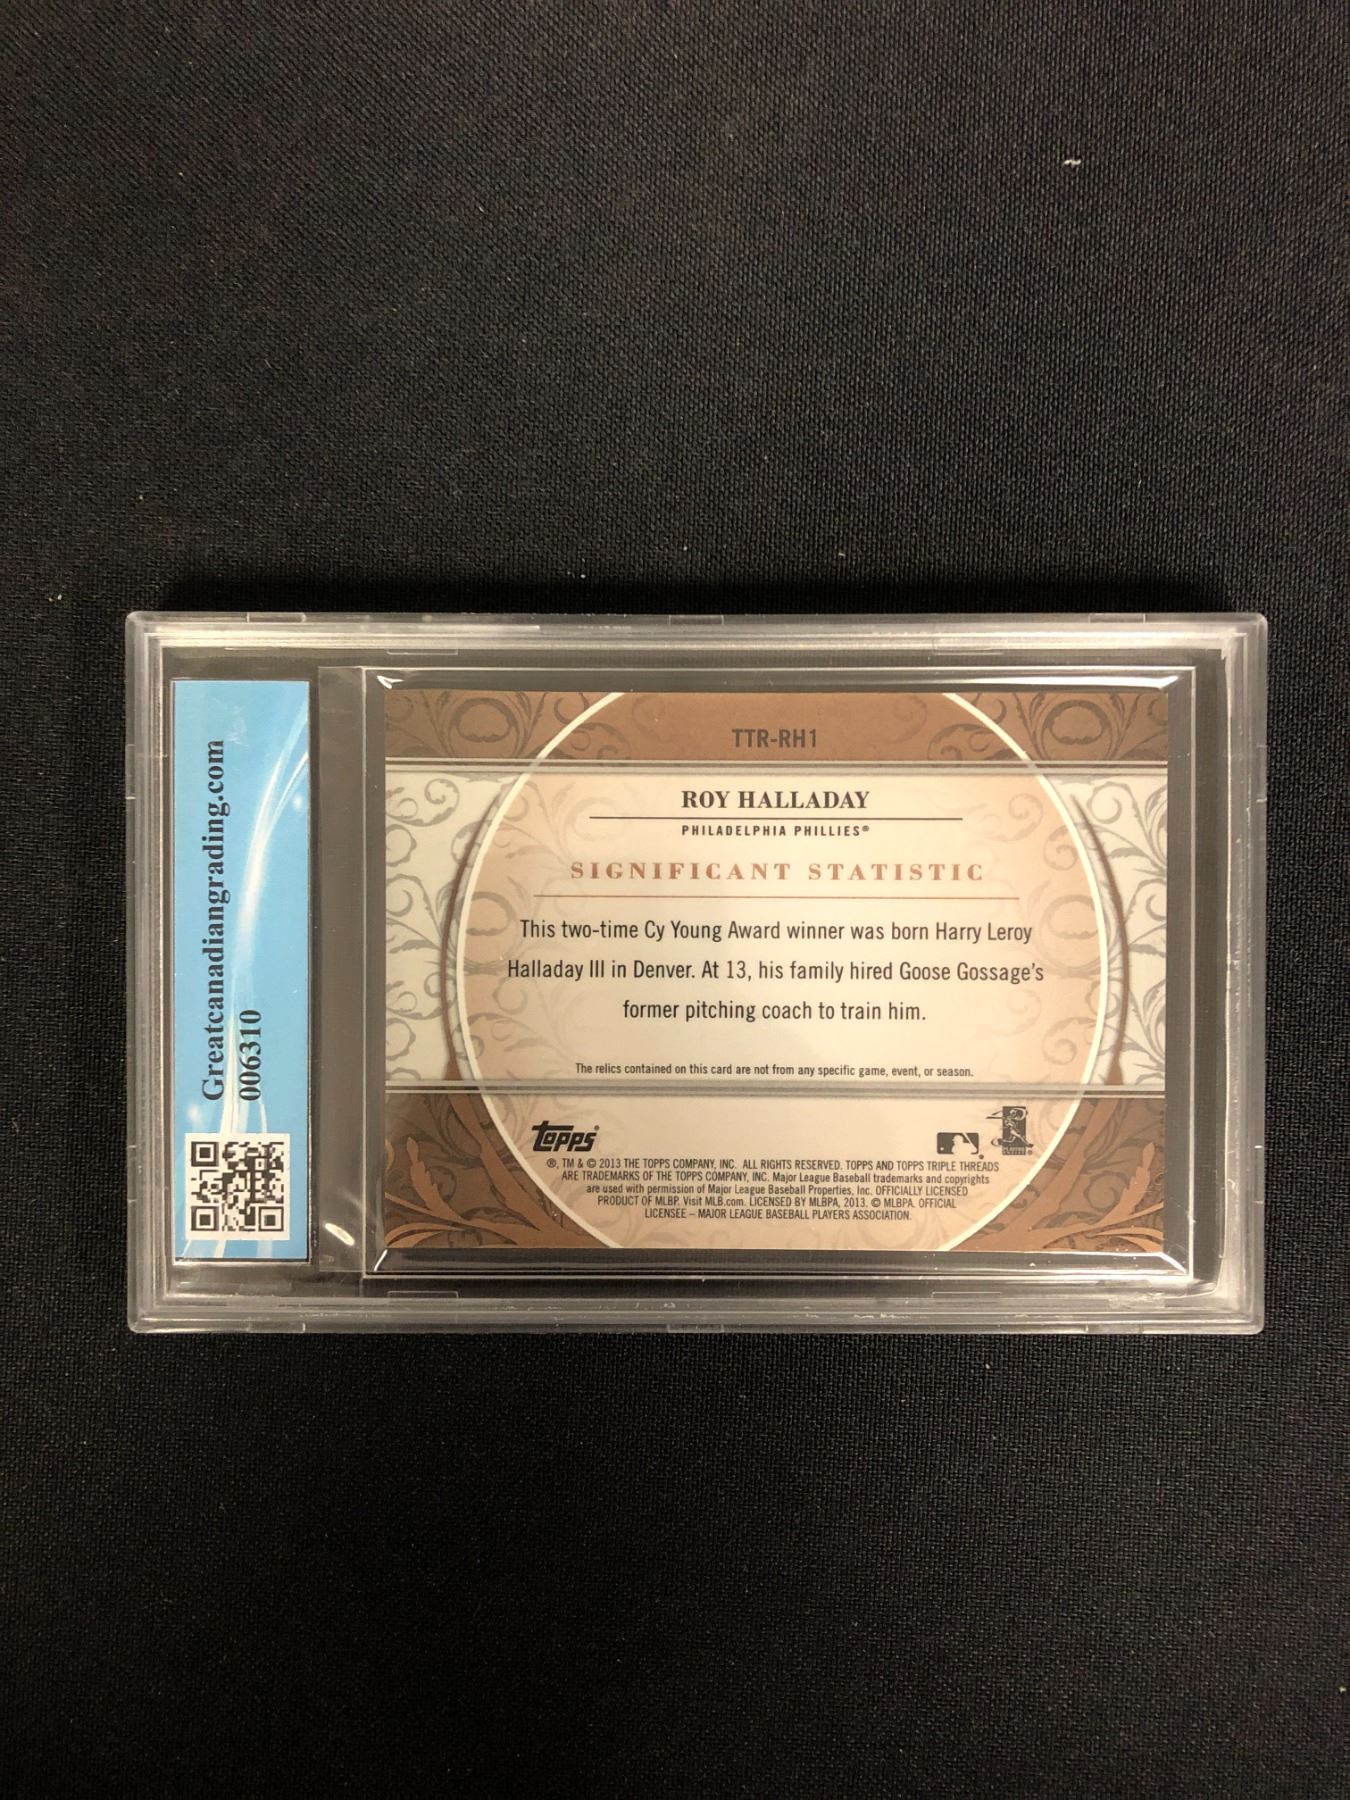 Greatcanadiangrading.com
006310
TTR-RH1
ROY HALLADAY
PHILADELPHIA PHILLIES®
SIGNIFICANT STATISTIC
This two-time Cy Young Award winner was born Harry Leroy
Halladay III in Denver. At 13, his family hired Goose Gossage's
former pitching coach to train him.
The relics contained on this card are not from any specific game, event, or season.
topps®
®, TM & © 2013 THE TOPPS COMPANY, INC. ALL RIGHTS RESERVED. TOPPS AND TOPPS TRIPLE THREADS
ARE TRADEMARKS OF THE TOPPS COMPANY, INC. Major League Baseball trademarks and copyrights
are used with permission of Major League Baseball Properties, Inc. OFFICIALLY LICENSED
PRODUCT OF MLBP. Visit MLB.com. LICENSED BY MLBPA, 2013. © MLBPA. OFFICIAL
LICENSEE – MAJOR LEAGUE BASEBALL PLAYERS ASSOCIATION.